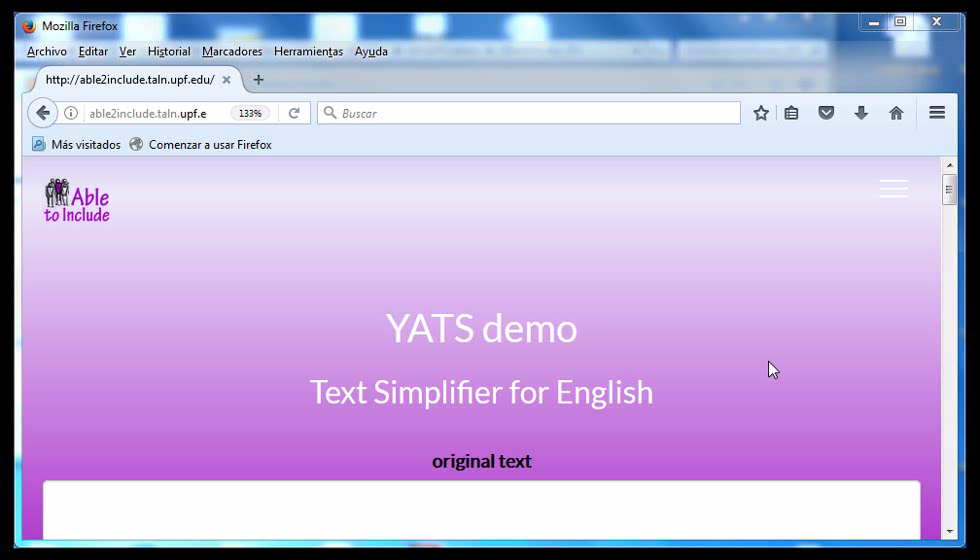 Mozilla Firefox
Archivo Editar Ver Historial Marcadores Herramientas Ayuda
http://able2include.taln.upf.edu/
able2include.taln.upf.e 133% Buscar
Más visitados Comenzar a usar Firefox
Able
to Include
YATS demo
Text Simplifier for English
original text